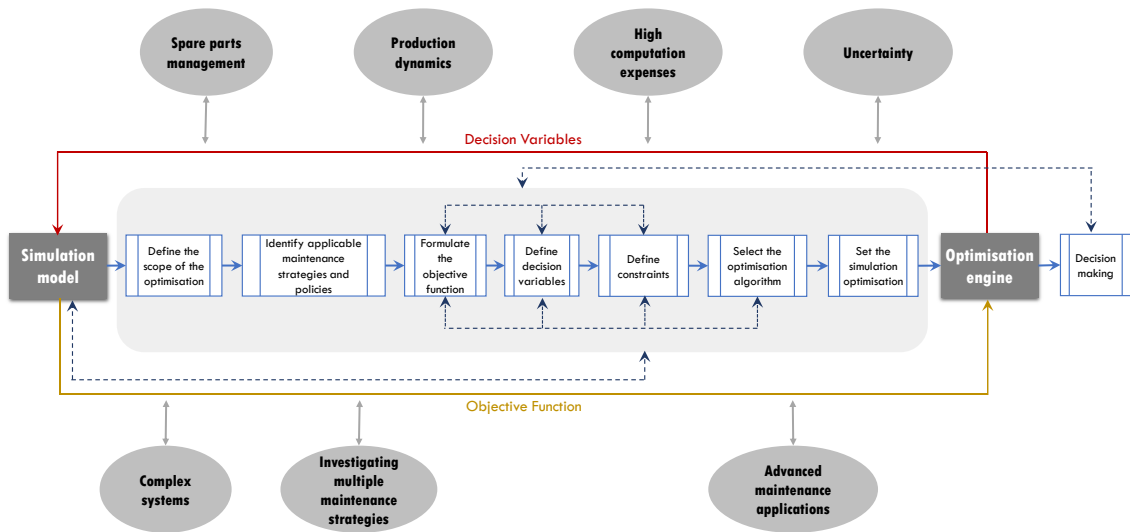 Spare parts
management
Production
dynamics
High
computation
expenses
Uncertainty
Decision Variables
Simulation
model
Define the
scope of the
optimisation
Identify applicable
maintenance
strategies and
policies
Formulate
the
objective
function
Define
decision
variables
Define
constraints
Select the
optimisation
algorithm
Set the
simulation
optimisation
Optimisation
engine
Decision
making
Objective Function
Complex
systems
Investigating
multiple
maintenance
strategies
Advanced
maintenance
applications